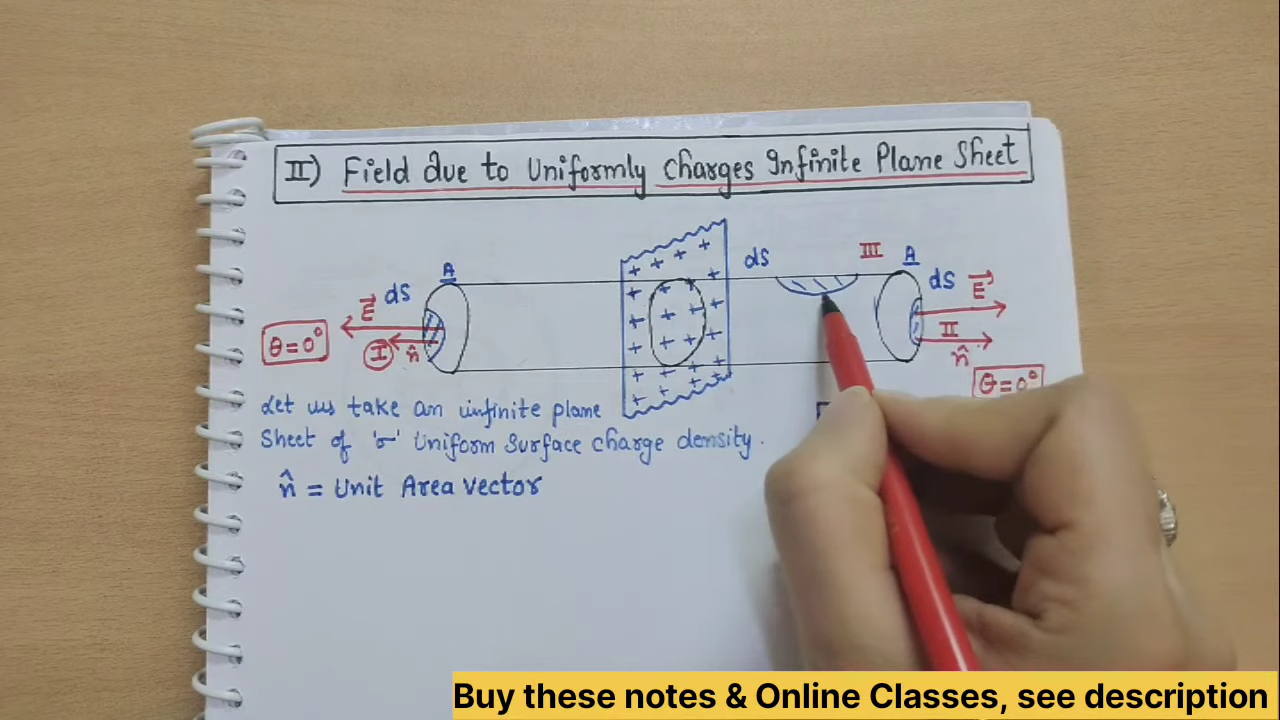 II) Field due to Uniformly Charges Infinite Plane Sheet
A
dS
E
θ = 0°
I
n̂
+ + + +
+ +
+ + +
+ + +
+ + +
+ + + +
+ + +
dS
III
A
dS
E
II
n̂
θ = 0°
Let us take an infinite plane
Sheet of 'σ' Uniform Surface charge density.
n̂ = Unit Area vector
Buy these notes & Online Classes, see description